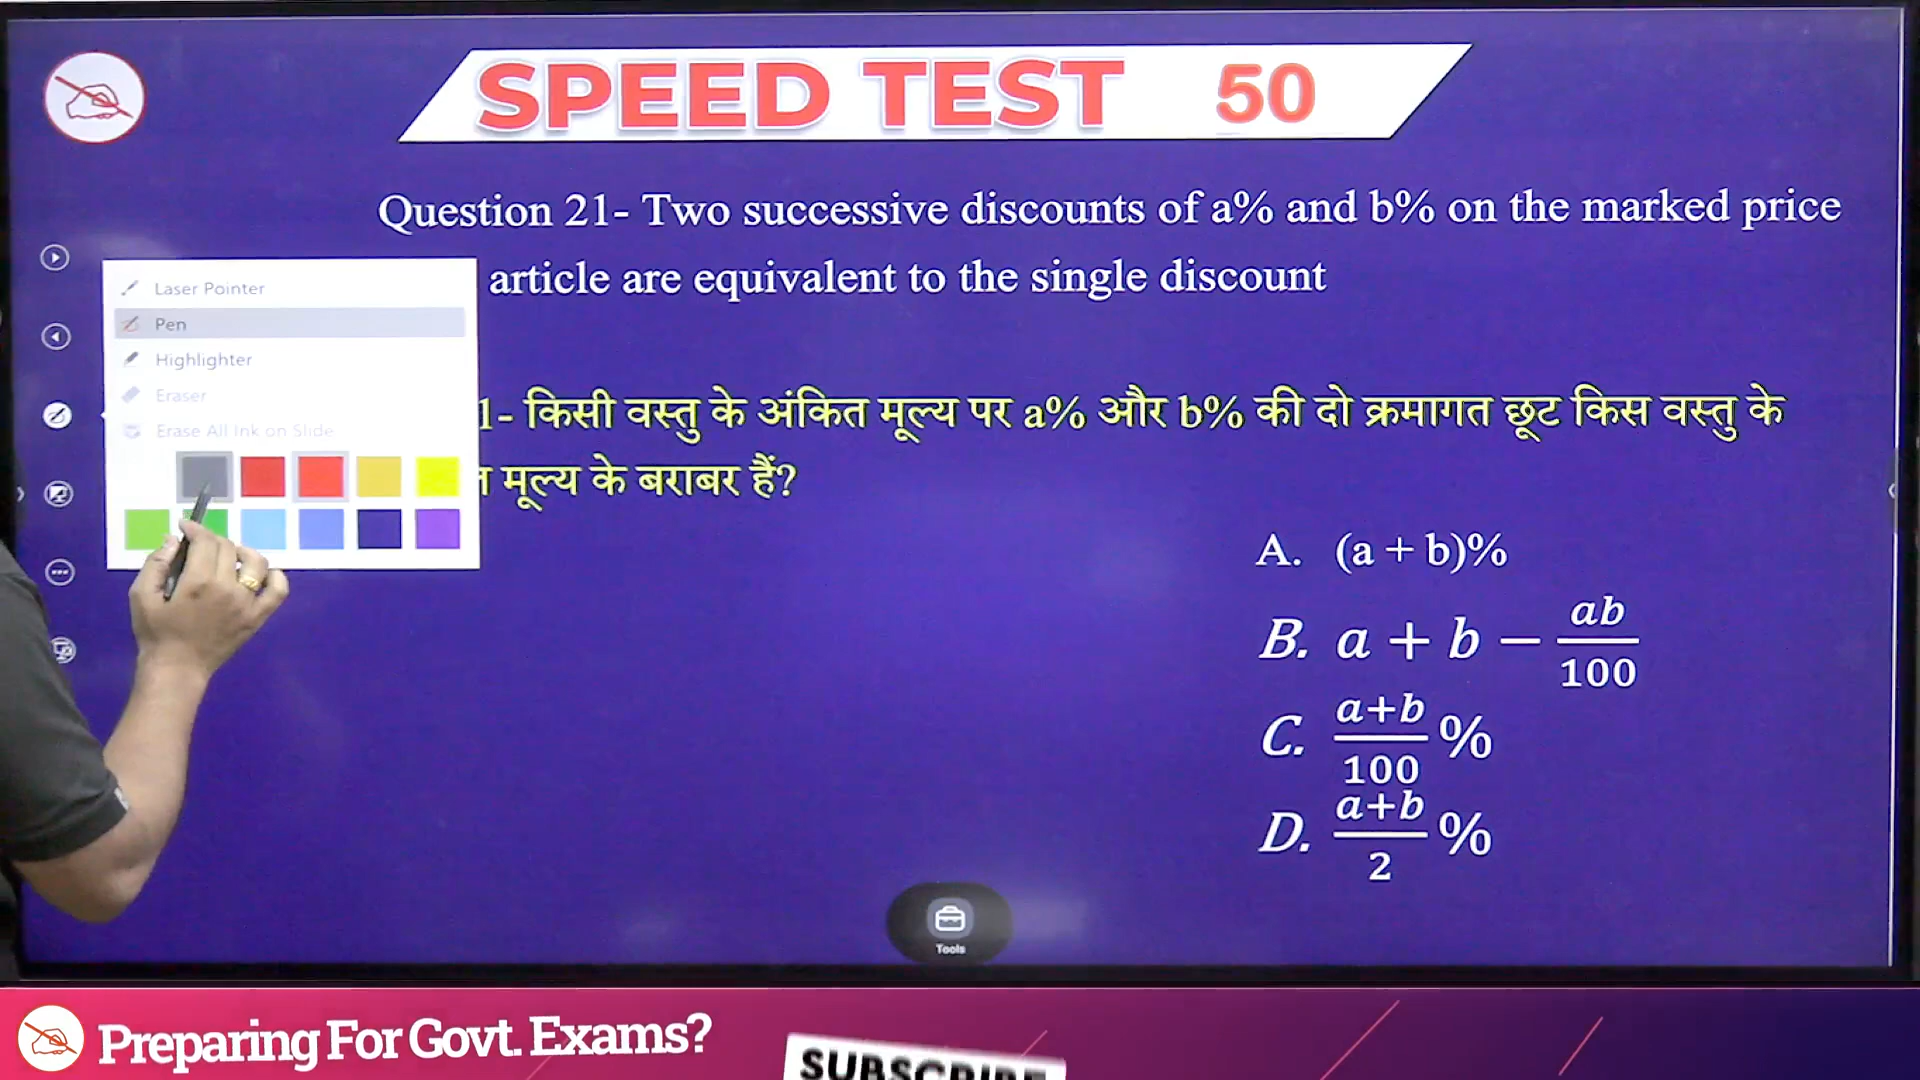 SPEED TEST 50
Question 21- Two successive discounts of a% and b% on the marked price
article are equivalent to the single discount
Laser Pointer
Pen
Highlighter
Eraser
Erase All Ink on Slide
1- किसी वस्तु के अंकित मूल्य पर a% और b% की दो क्रमागत छूट किस वस्तु के
मूल्य के बराबर हैं?
A. (a + b)%
B. a + b − ab/100
C. a+b/100 %
D. a+b/2 %
Tools
Preparing For Govt. Exams?
SUBSCRIBE